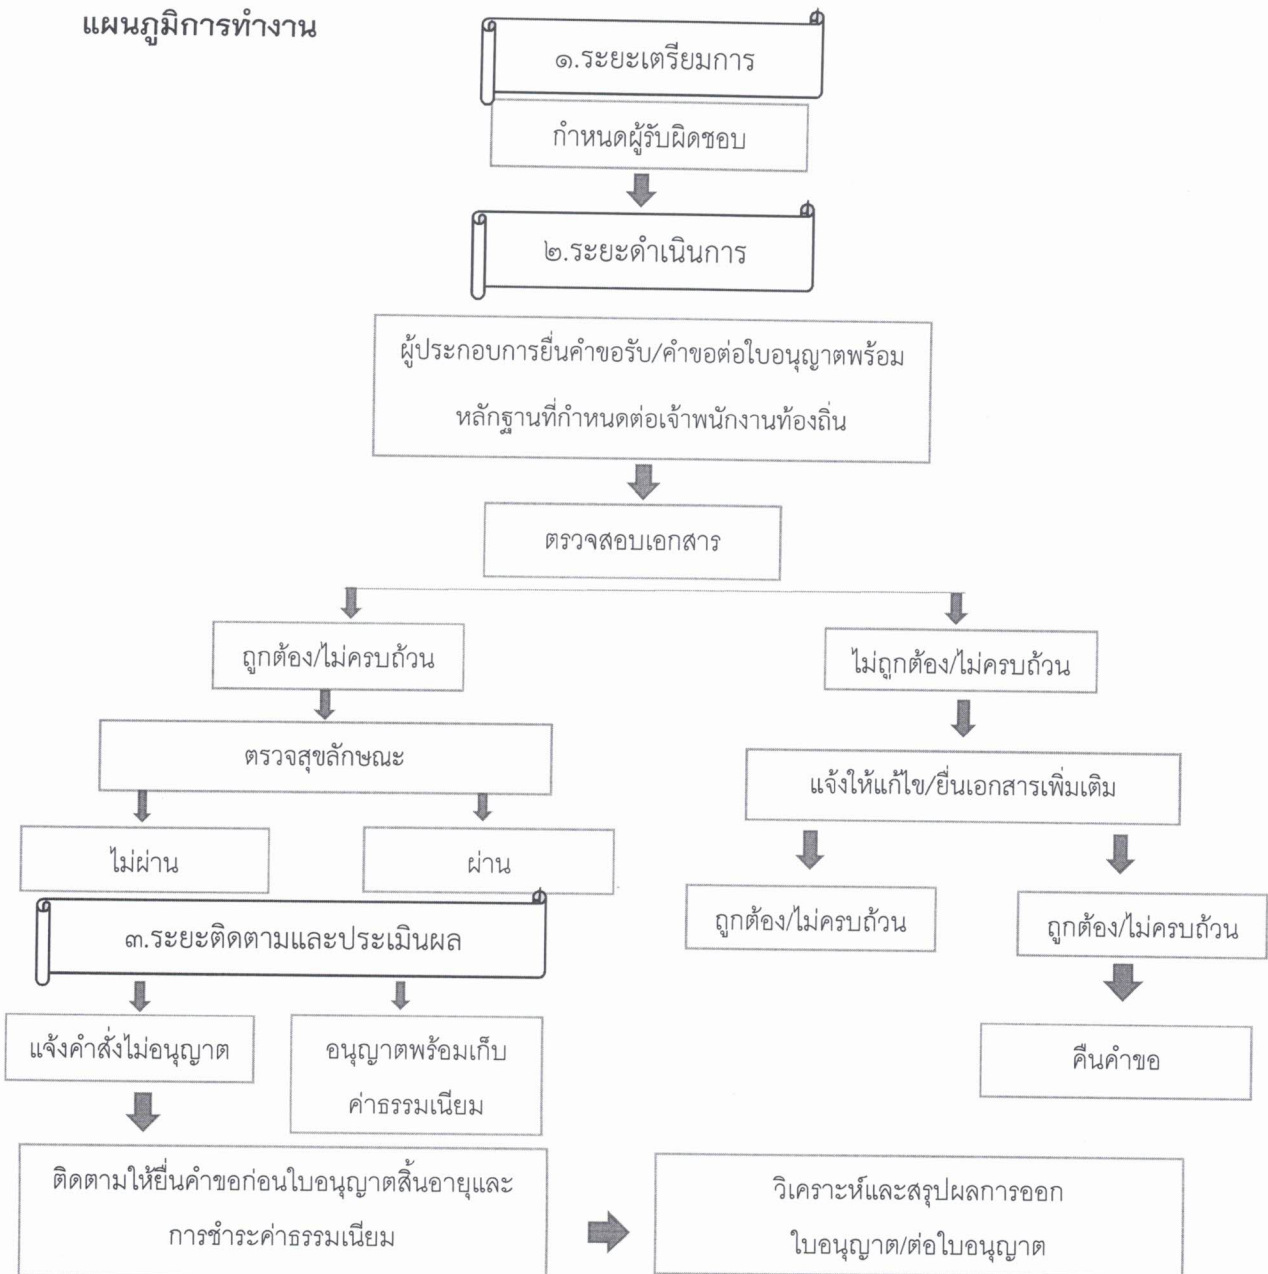 แผนภูมิการทำงาน
๑.ระยะเตรียมการ
กำหนดผู้รับผิดชอบ
๒.ระยะดำเนินการ
ผู้ประกอบการยื่นคำขอรับ/คำขอต่อใบอนุญาตพร้อม
หลักฐานที่กำหนดต่อเจ้าพนักงานท้องถิ่น
ตรวจสอบเอกสาร
ถูกต้อง/ไม่ครบถ้วน
ไม่ถูกต้อง/ไม่ครบถ้วน
ตรวจสุขลักษณะ
แจ้งให้แก้ไข/ยื่นเอกสารเพิ่มเติม
ไม่ผ่าน
ผ่าน
ถูกต้อง/ไม่ครบถ้วน
ถูกต้อง/ไม่ครบถ้วน
๓.ระยะติดตามและประเมินผล
แจ้งคำสั่งไม่อนุญาต
อนุญาตพร้อมเก็บ
ค่าธรรมเนียม
คืนคำขอ
ติดตามให้ยื่นคำขอก่อนใบอนุญาตสิ้นอายุและ
การชำระค่าธรรมเนียม
วิเคราะห์และสรุปผลการออก
ใบอนุญาต/ต่อใบอนุญาต